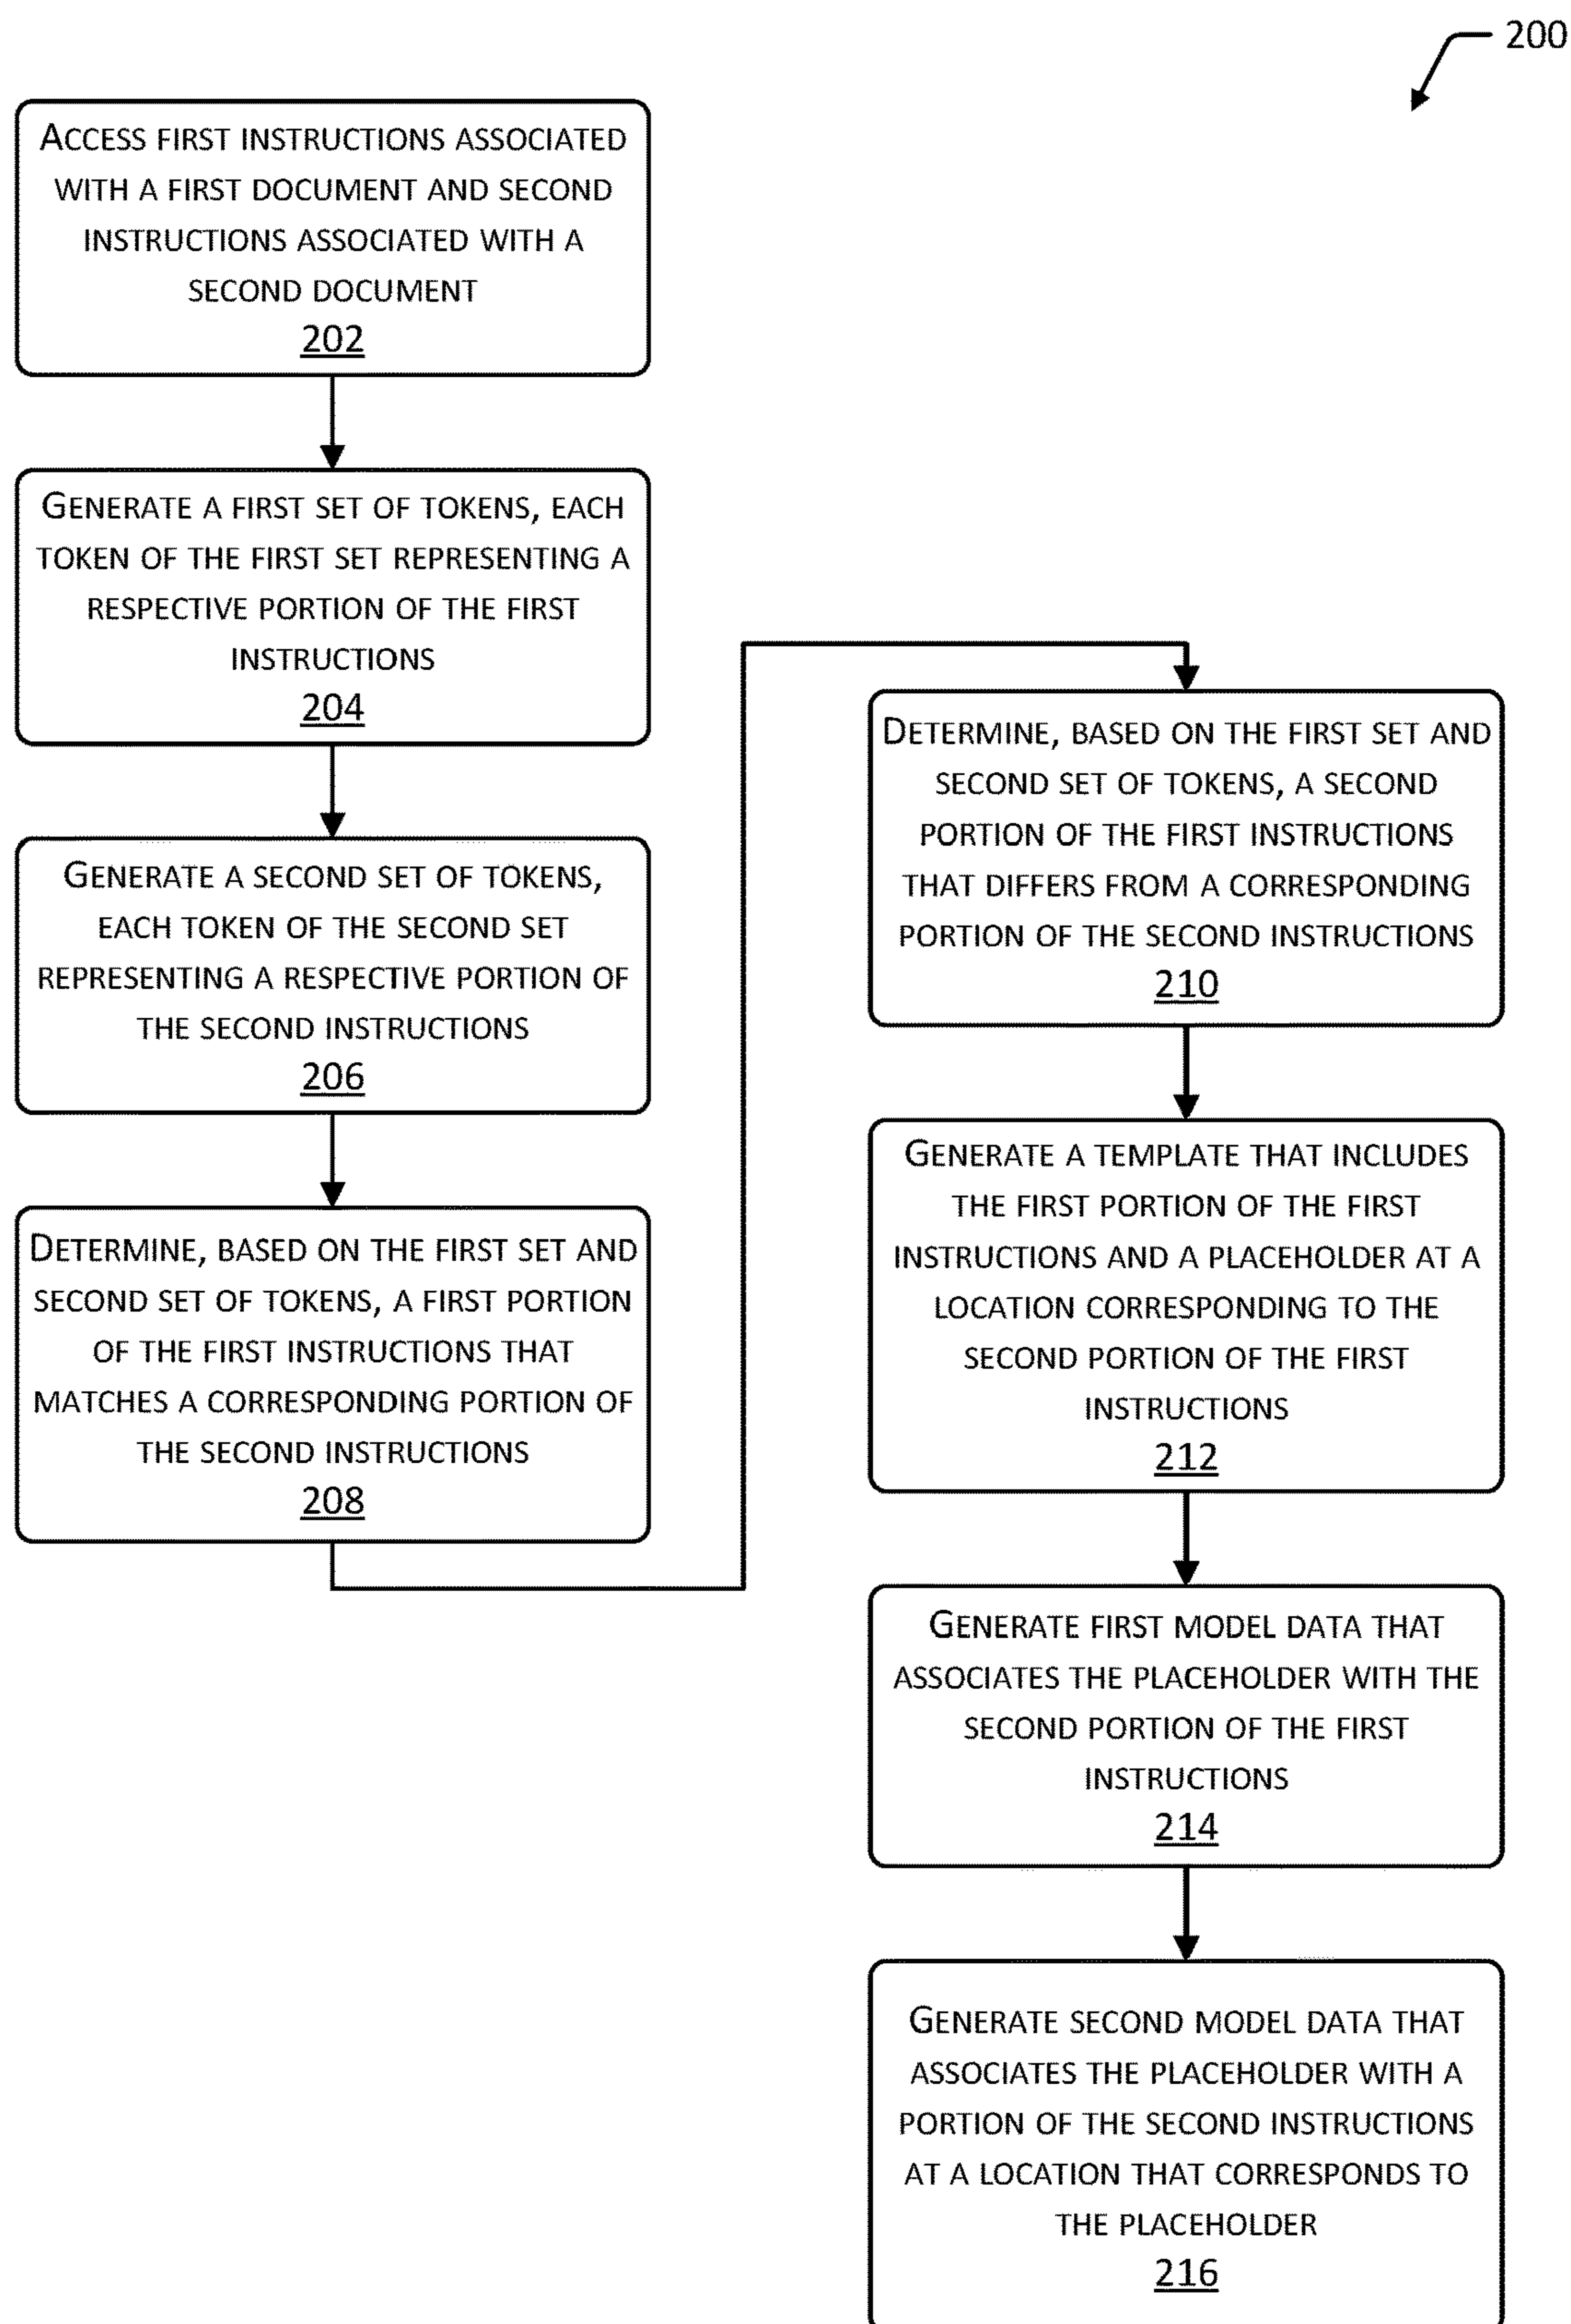 200
ACCESS FIRST INSTRUCTIONS ASSOCIATED
WITH A FIRST DOCUMENT AND SECOND
INSTRUCTIONS ASSOCIATED WITH A
SECOND DOCUMENT
202
GENERATE A FIRST SET OF TOKENS, EACH
TOKEN OF THE FIRST SET REPRESENTING A
RESPECTIVE PORTION OF THE FIRST
INSTRUCTIONS
204
GENERATE A SECOND SET OF TOKENS,
EACH TOKEN OF THE SECOND SET
REPRESENTING A RESPECTIVE PORTION OF
THE SECOND INSTRUCTIONS
206
DETERMINE, BASED ON THE FIRST SET AND
SECOND SET OF TOKENS, A FIRST PORTION
OF THE FIRST INSTRUCTIONS THAT
MATCHES A CORRESPONDING PORTION OF
THE SECOND INSTRUCTIONS
208
DETERMINE, BASED ON THE FIRST SET AND
SECOND SET OF TOKENS, A SECOND
PORTION OF THE FIRST INSTRUCTIONS
THAT DIFFERS FROM A CORRESPONDING
PORTION OF THE SECOND INSTRUCTIONS
210
GENERATE A TEMPLATE THAT INCLUDES
THE FIRST PORTION OF THE FIRST
INSTRUCTIONS AND A PLACEHOLDER AT A
LOCATION CORRESPONDING TO THE
SECOND PORTION OF THE FIRST
INSTRUCTIONS
212
GENERATE FIRST MODEL DATA THAT
ASSOCIATES THE PLACEHOLDER WITH THE
SECOND PORTION OF THE FIRST
INSTRUCTIONS
214
GENERATE SECOND MODEL DATA THAT
ASSOCIATES THE PLACEHOLDER WITH A
PORTION OF THE SECOND INSTRUCTIONS
AT A LOCATION THAT CORRESPONDS TO
THE PLACEHOLDER
216